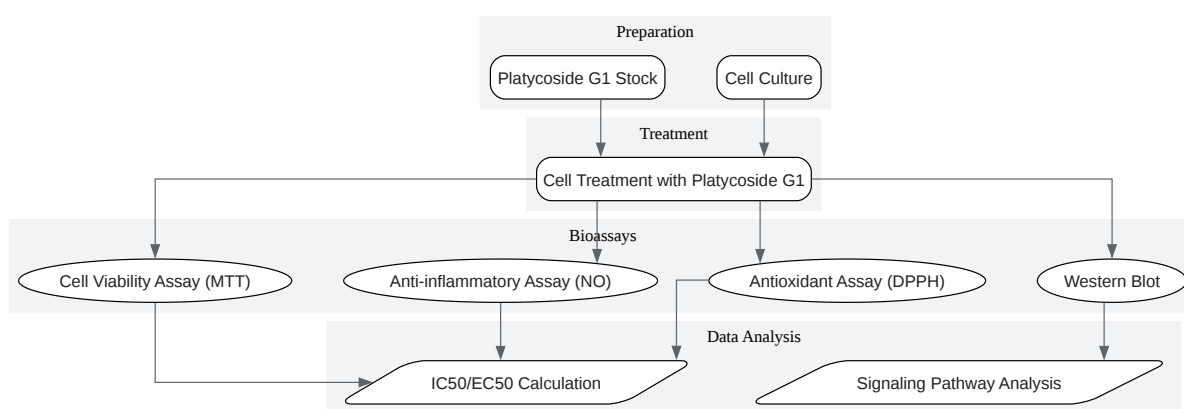 Preparation
Platycoside G1 Stock
Cell Culture
Treatment
Cell Treatment with Platycoside G1
Bioassays
Cell Viability Assay (MTT)
Anti-inflammatory Assay (NO)
Antioxidant Assay (DPPH)
Western Blot
Data Analysis
IC50/EC50 Calculation
Signaling Pathway Analysis